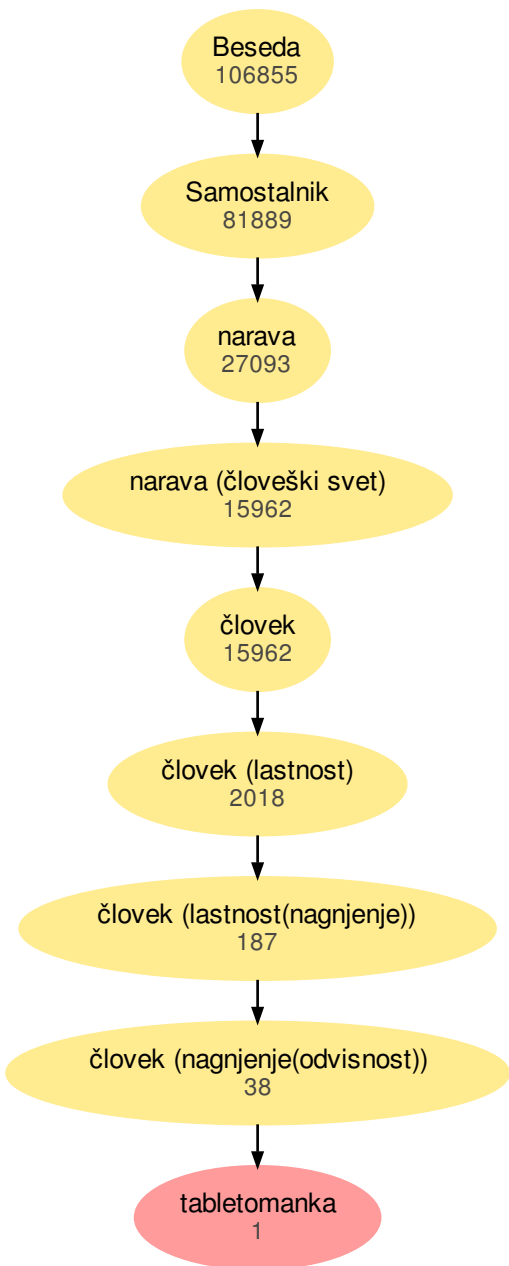 Beseda
106855
Samostalnik
81889
narava
27093
narava (človeški svet)
15962
človek
15962
človek (lastnost)
2018
človek (lastnost(nagnjenje))
187
človek (nagnjenje(odvisnost))
38
tabletomanka
1